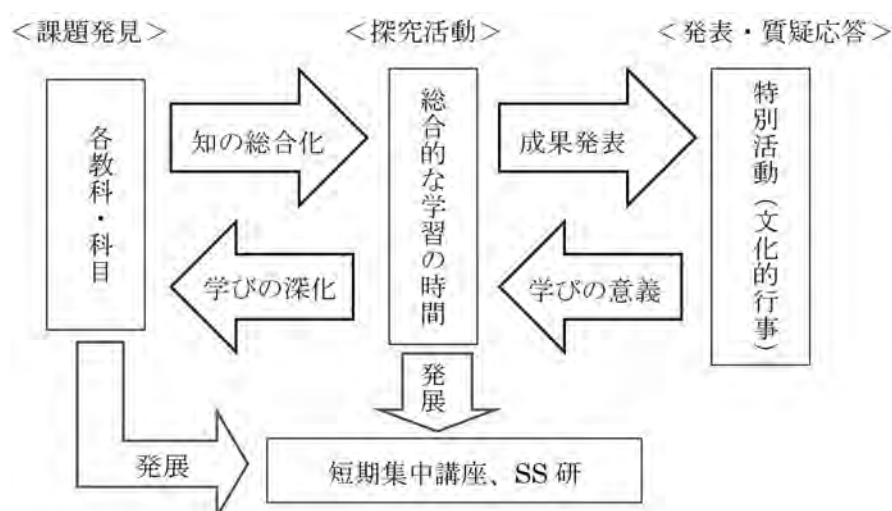 ＜課題発見＞
＜探究活動＞
＜発表・質疑応答＞
各教科・科目
知の総合化
学びの深化
総合的な学習の時間
成果発表
学びの意義
特別活動（文化的行事）
発展
発展
短期集中講座、SS研